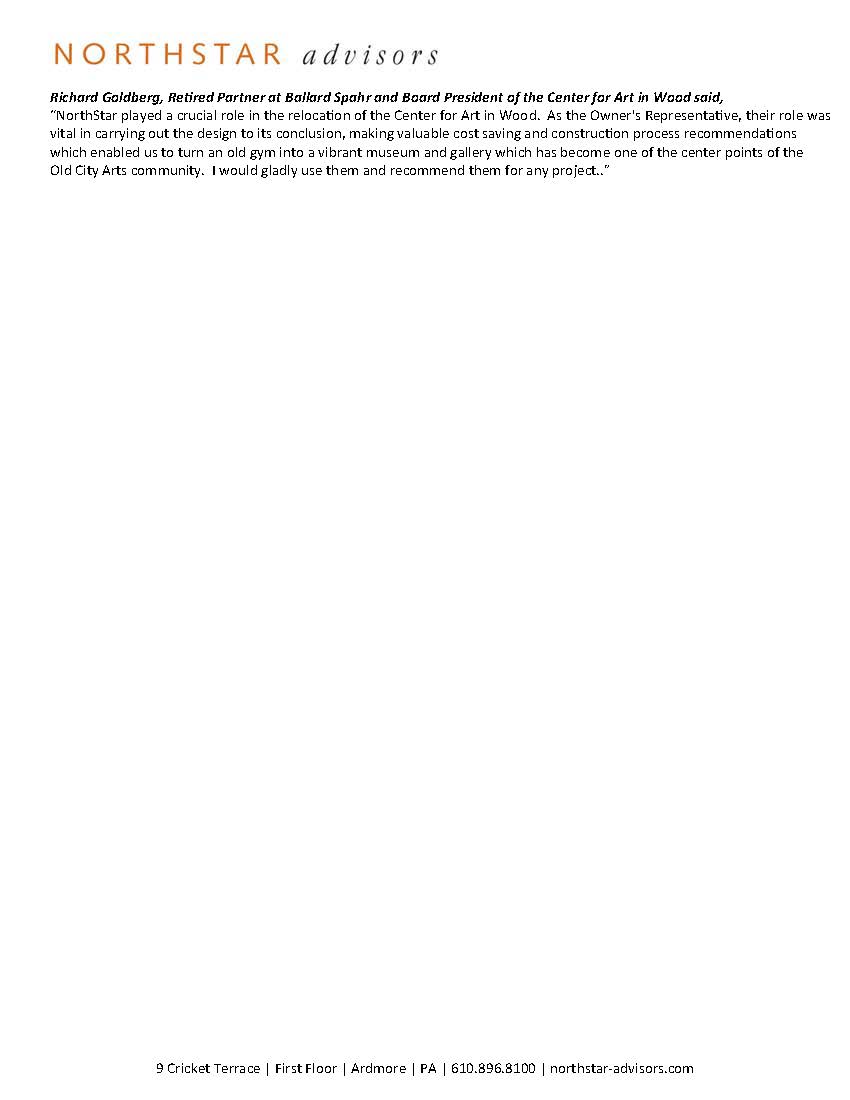 NORTHSTAR advisors
Richard Goldberg, Retired Partner at Ballard Spahr and Board President of the Center for Art in Wood said,
“NorthStar played a crucial role in the relocation of the Center for Art in Wood.  As the Owner's Representative, their role was
vital in carrying out the design to its conclusion, making valuable cost saving and construction process recommendations
which enabled us to turn an old gym into a vibrant museum and gallery which has become one of the center points of the
Old City Arts community.  I would gladly use them and recommend them for any project..”
9 Cricket Terrace | First Floor | Ardmore | PA | 610.896.8100 | northstar-advisors.com